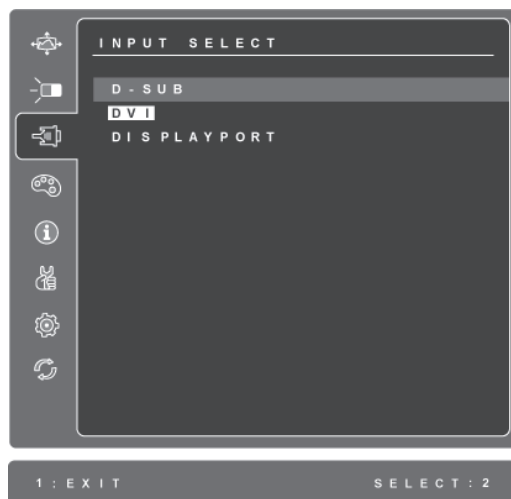 INPUT SELECT
D-SUB
DVI
DISPLAYPORT
1:EXIT SELECT:2